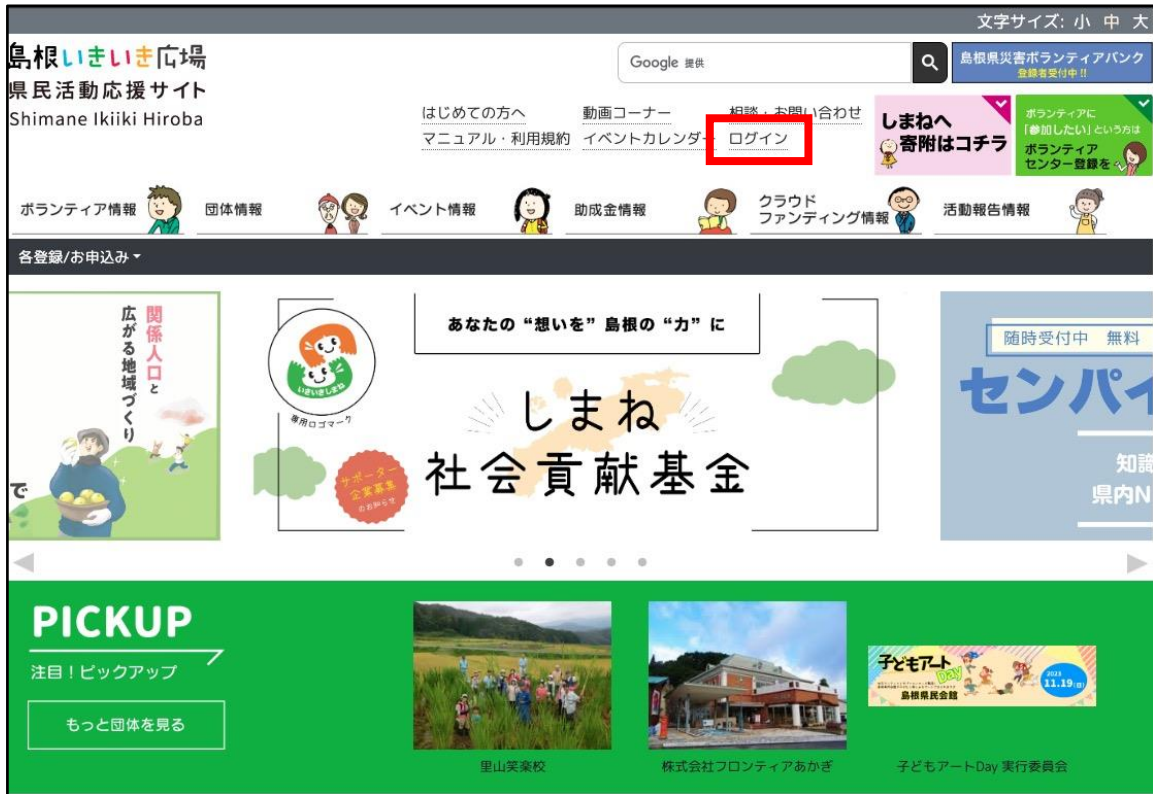 文字サイズ: 小 中 大
島根いきいき広場
県民活動応援サイト
Shimane Ikiiki Hiroba
Google 提供
島根県災害ボランティアバンク
登録者受付中 !!
はじめての方へ 動画コーナー 相談・お問い合わせ
マニュアル・利用規約 イベントカレンダー ログイン
しまねへ
寄附はコチラ
ボランティアに
「参加したい」という方は
ボランティア
センター登録を
ボランティア情報 団体情報 イベント情報 助成金情報 クラウド
ファンディング情報 活動報告情報
各登録/お申込み
関係人口と
広がる地域づくり
で
いきいきしまね
専用ロゴマーク
あなたの “想いを” 島根の “力” に
しまね
社会貢献基金
サポーター
企業募集
のお知らせ
随時受付中 無料
センパイ
知識
県内N
PICKUP
注目！ピックアップ
もっと団体を見る
子どもアート
Day
島根県民会館
2023
11.19(日)
里山笑楽校 株式会社フロンティアあかぎ 子どもアートDay 実行委員会